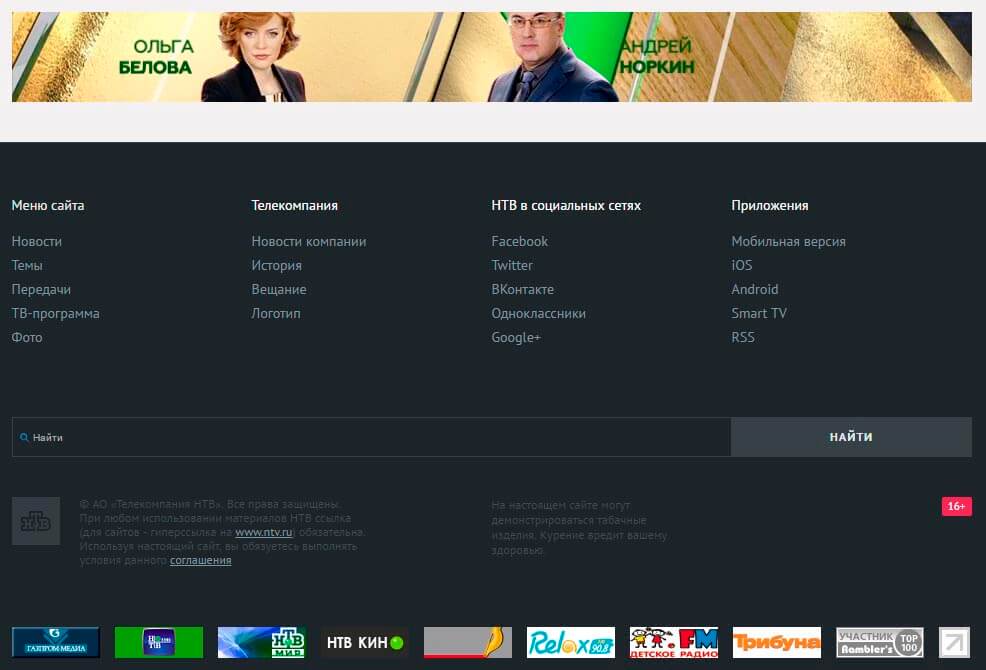 ОЛЬГА
БЕЛОВА
АНДРЕЙ
НОРКИН
Меню сайта
Новости
Темы
Передачи
ТВ-программа
Фото
Телекомпания
Новости компании
История
Вещание
Логотип
НТВ в социальных сетях
Facebook
Twitter
ВКонтакте
Одноклассники
Google+
Приложения
Мобильная версия
iOS
Android
Smart TV
RSS
Найти
НАЙТИ
НТВ
© АО «Телекомпания НТВ». Все права защищены.
При любом использовании материалов НТВ ссылка
(для сайтов - гиперссылка на www.ntv.ru) обязательна.
Используя настоящий сайт, вы обязуетесь выполнять
условия данного соглашения
На настоящем сайте могут
демонстрироваться табачные
изделия. Курение вредит вашему
здоровью.
16+
ГАЗПРОМ МЕДИА
НТВ
МИР
НТВ КИН
Relax
FM
90.8
FM
ДЕТСКОЕ РАДИО
Трибуна
УЧАСТНИК
Rambler's
TOP
100